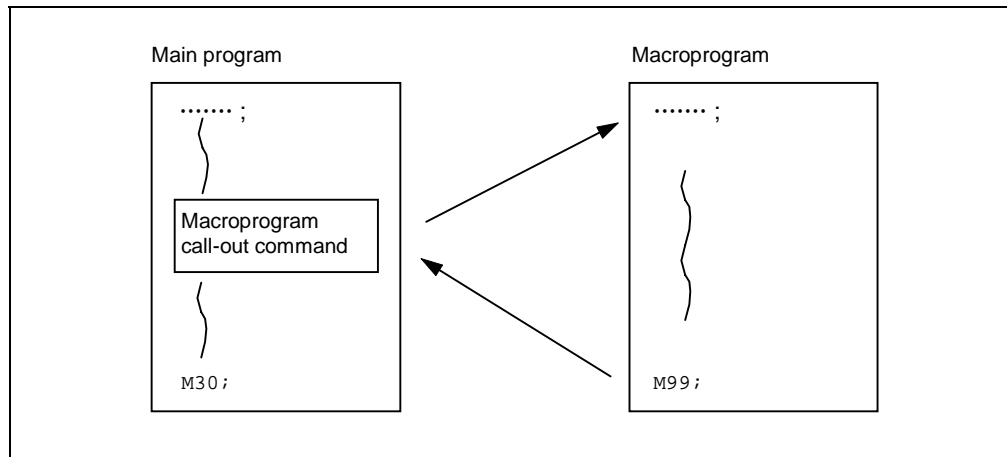 Main program
Macroprogram
······· ;
Macroprogram
call-out command
M30;
······· ;
M99;